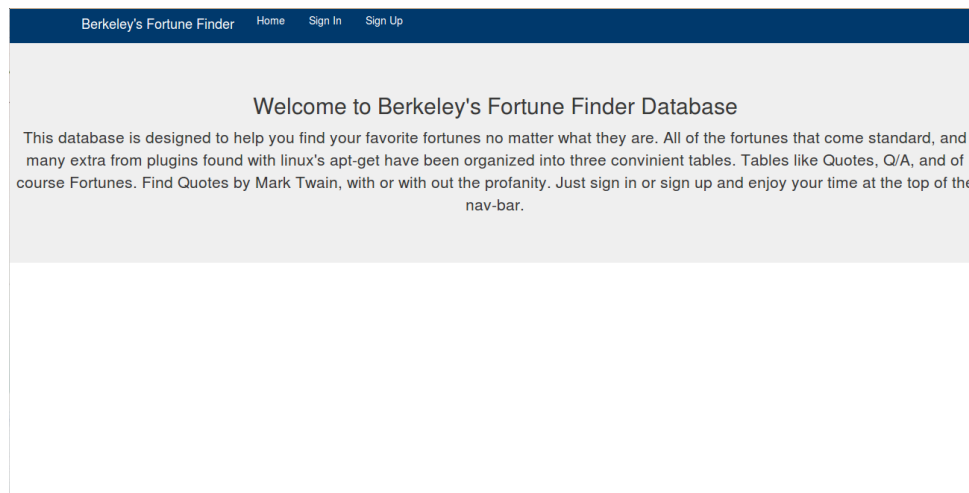 Berkeley's Fortune Finder Home Sign In Sign Up
Welcome to Berkeley's Fortune Finder Database
This database is designed to help you find your favorite fortunes no matter what they are. All of the fortunes that come standard, and
many extra from plugins found with linux's apt-get have been organized into three convinient tables. Tables like Quotes, Q/A, and of
course Fortunes. Find Quotes by Mark Twain, with or with out the profanity. Just sign in or sign up and enjoy your time at the top of the
nav-bar.